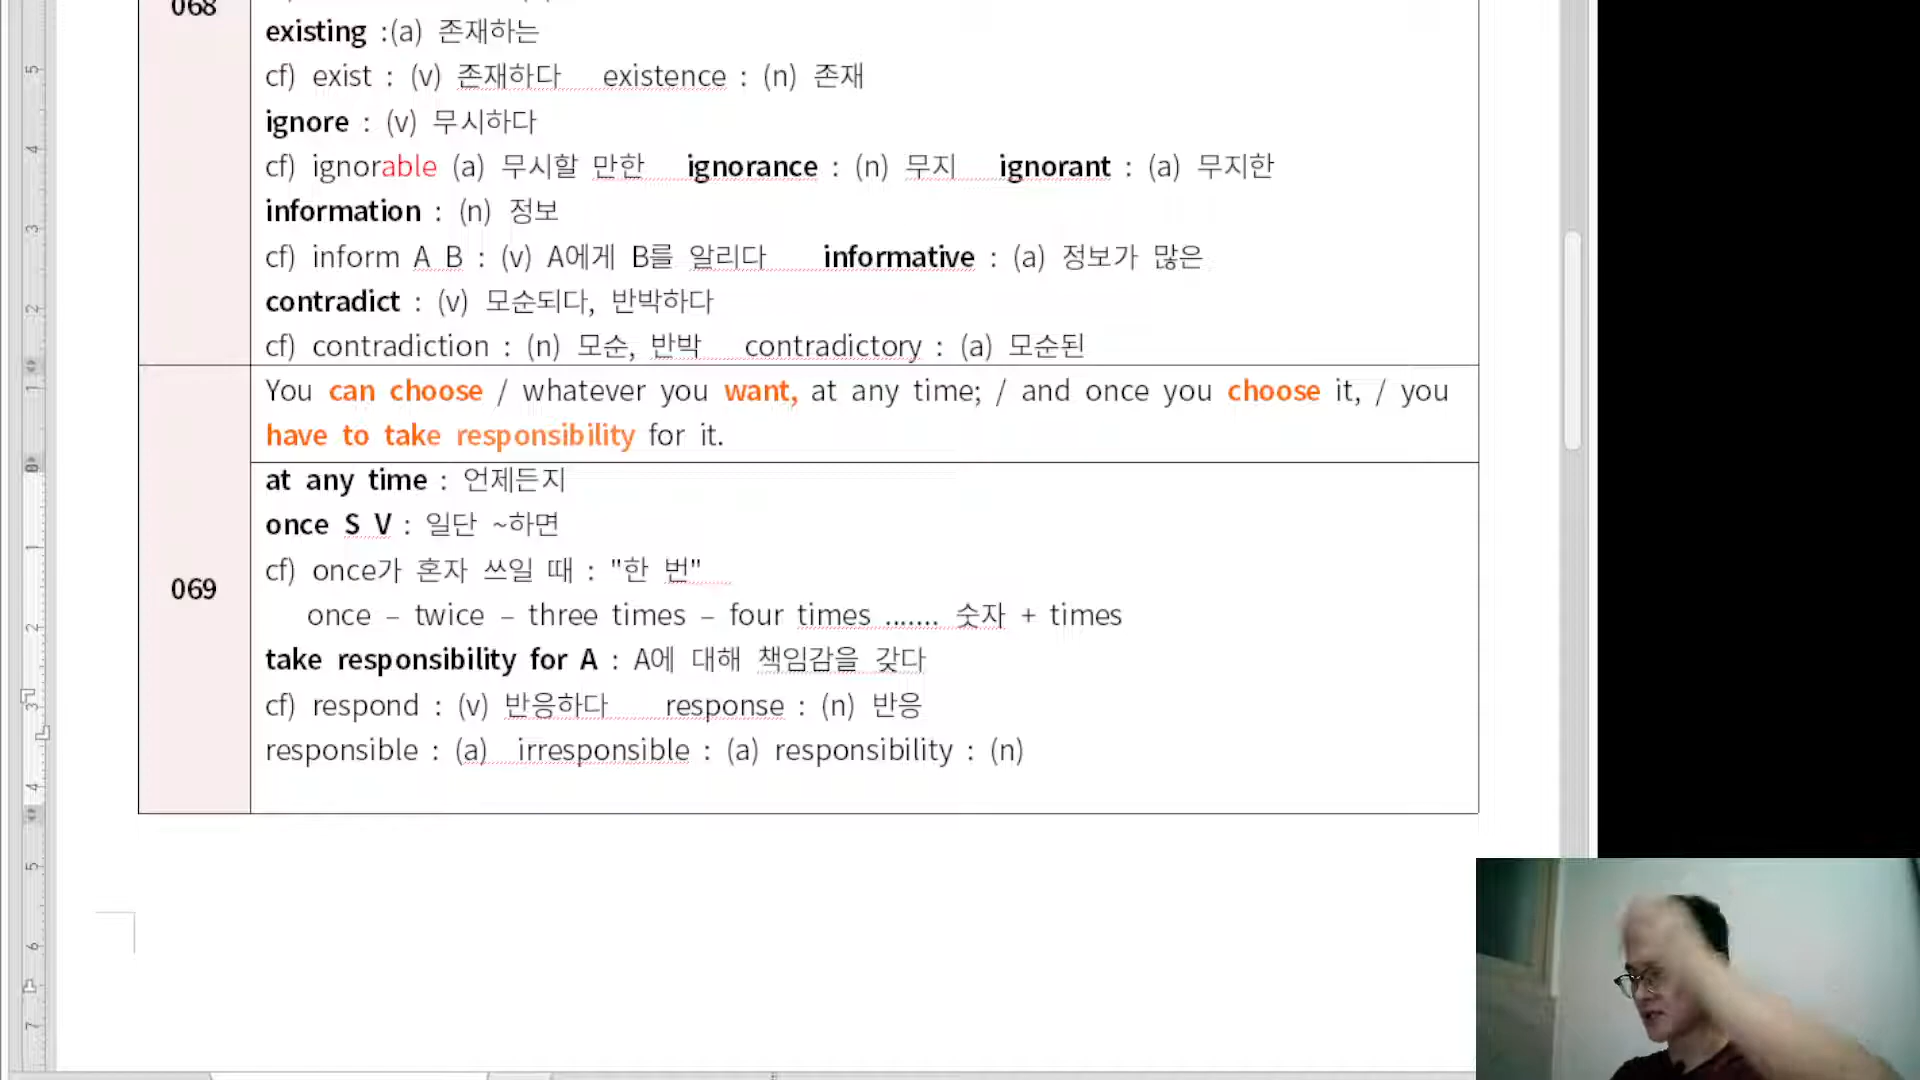 068
existing :(a) 존재하는
cf) exist : (v) 존재하다 existence : (n) 존재
ignore : (v) 무시하다
cf) ignorable (a) 무시할 만한 ignorance : (n) 무지 ignorant : (a) 무지한
information : (n) 정보
cf) inform A B : (v) A에게 B를 알리다 informative : (a) 정보가 많은
contradict : (v) 모순되다, 반박하다
cf) contradiction : (n) 모순, 반박 contradictory : (a) 모순된
You can choose / whatever you want, at any time; / and once you choose it, / you
have to take responsibility for it.
069
at any time : 언제든지
once S V : 일단 ~하면
cf) once가 혼자 쓰일 때 : "한 번"
once – twice – three times – four times ....... 숫자 + times
take responsibility for A : A에 대해 책임감을 갖다
cf) respond : (v) 반응하다 response : (n) 반응
responsible : (a) irresponsible : (a) responsibility : (n)